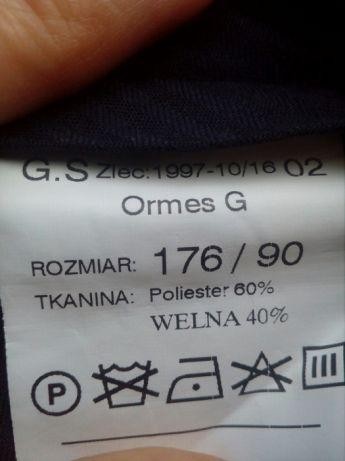 G.S Zlec:1997-10/16 02
Ormes G
ROZMIAR: 176 / 90
TKANINA: Poliester 60%
WELNA 40%
P